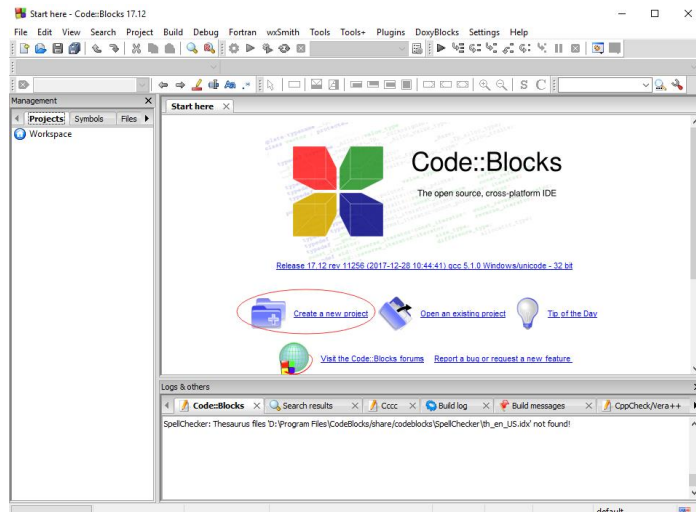 Start here - Code::Blocks 17.12
File Edit View Search Project Build Debug Fortran wxSmith Tools Tools+ Plugins DoxyBlocks Settings Help
S C
Management
Projects Symbols Files
Workspace
Start here
Code::Blocks
The open source, cross-platform IDE
Release 17.12 rev 11256 (2017-12-28 10:44:41) gcc 5.1.0 Windows/unicode - 32 bit
Create a new project
Open an existing project
Tip of the Day
Visit the Code::Blocks forums
Report a bug or request a new feature
Logs & others
Code::Blocks Search results Cccc Build log Build messages CppCheck/Vera++
SpellChecker: Thesaurus files 'D:\Program Files\CodeBlocks/share/codeblocks\SpellChecker\th_en_US.idx' not found!
default